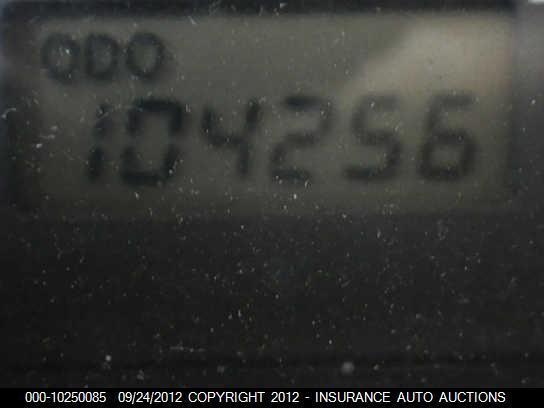 ODO
104256
000-10250085 09/24/2012 COPYRIGHT 2012 - INSURANCE AUTO AUCTIONS